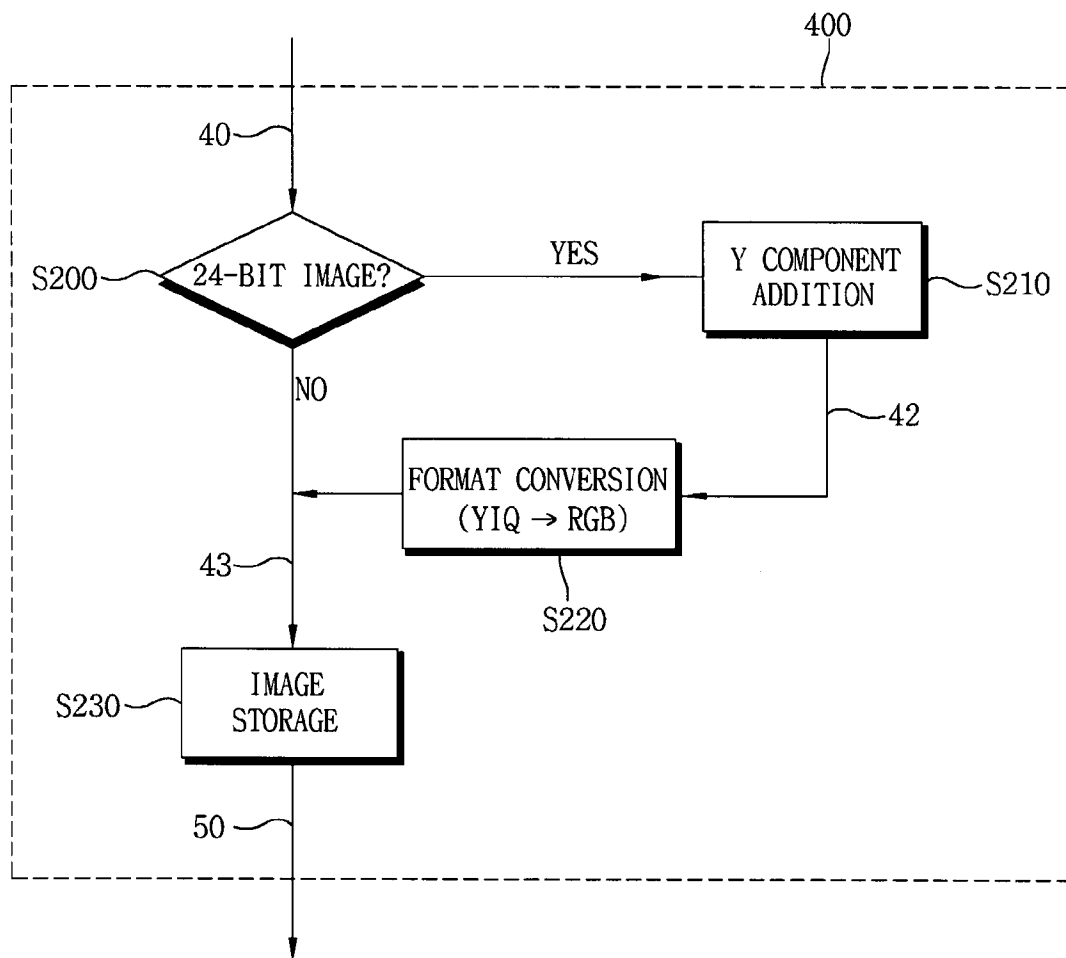 400
40
S200
24-BIT IMAGE?
YES
Y COMPONENT
ADDITION
S210
NO
42
FORMAT CONVERSION
(YIQ → RGB)
43
S220
S230
IMAGE
STORAGE
50